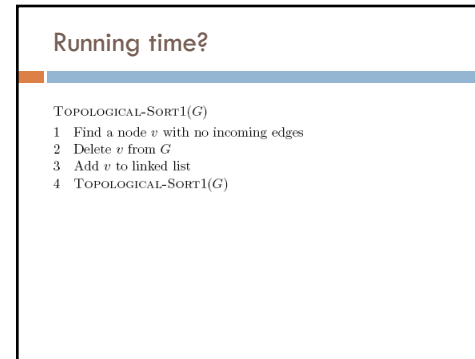 Running time?
TOPOLOGICAL-SORT1(G)
1 Find a node v with no incoming edges
2 Delete v from G
3 Add v to linked list
4 TOPOLOGICAL-SORT1(G)